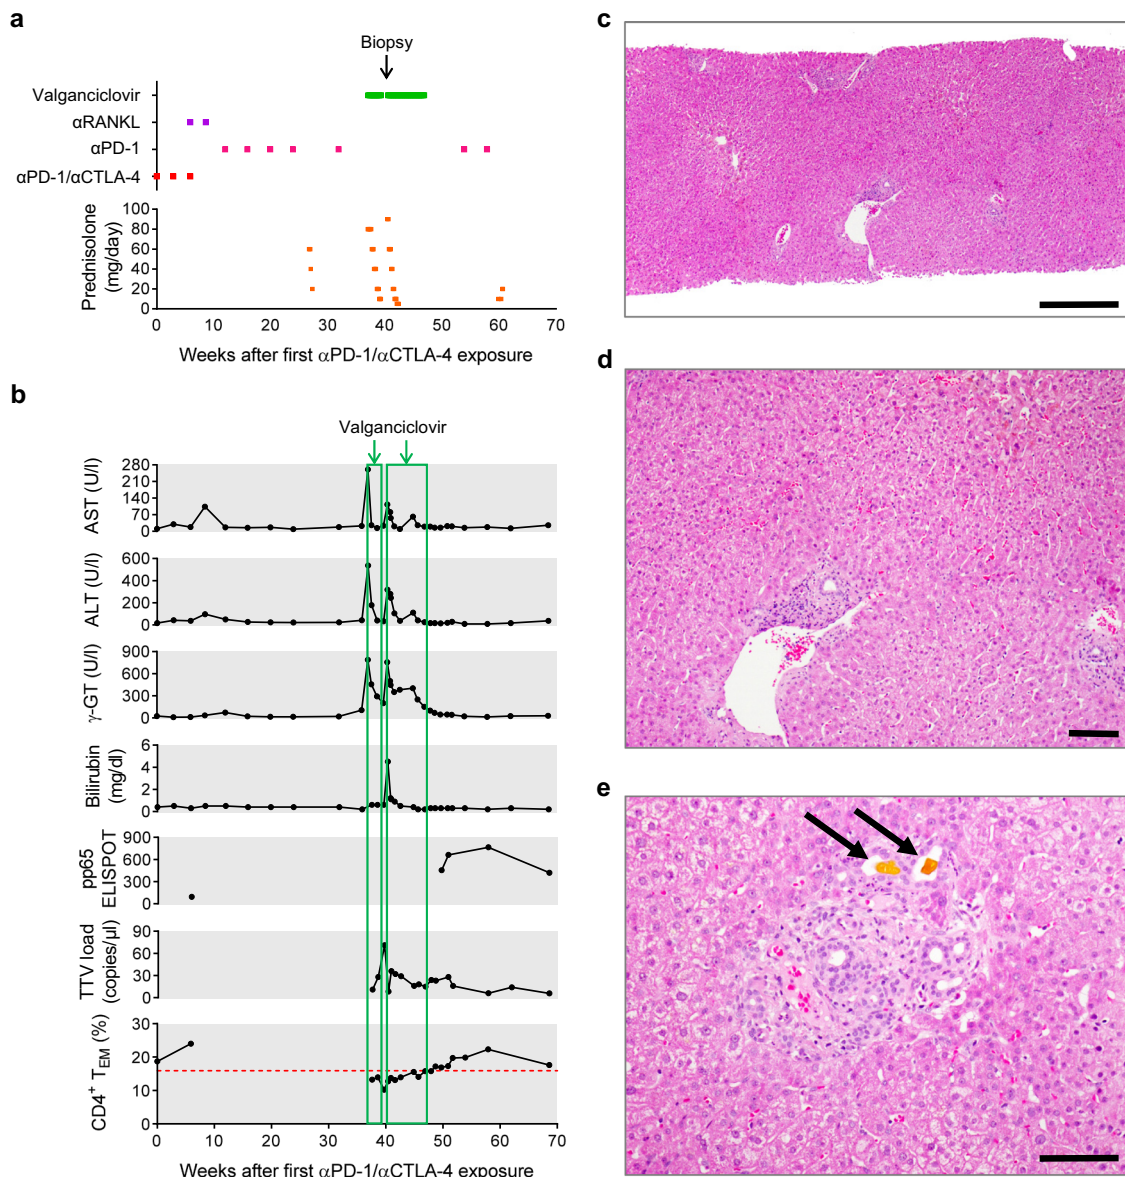 a
Biopsy
Valganciclovir
αRANKL
αPD-1
αPD-1/αCTLA-4
Prednisolone
(mg/day)
100
80
60
40
20
0
0 10 20 30 40 50 60 70
Weeks after first αPD-1/αCTLA-4 exposure
b
Valganciclovir
AST (U/l)
280
210
140
70
0
ALT (U/l)
600
400
200
0
γ-GT (U/l)
900
600
300
0
Bilirubin
(mg/dl)
6
4
2
0
pp65
ELISPOT
900
600
300
0
TTV load
(copies/µl)
90
60
30
0
CD4+ TEM (%)
30
20
10
0
0 10 20 30 40 50 60 70
Weeks after first αPD-1/αCTLA-4 exposure
c
d
e